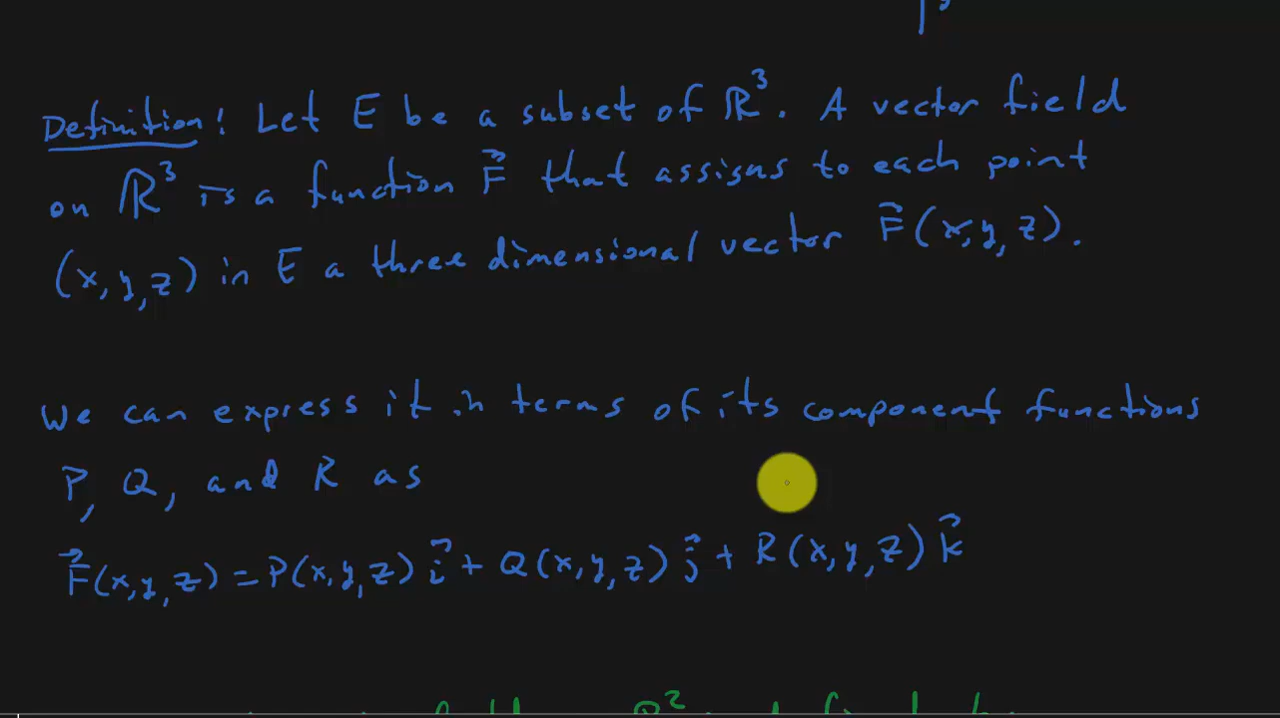 Definition! Let E be a subset of ℝ³. A vector field
on ℝ³ is a function F⃗ that assigns to each point
(x, y, z) in E a three dimensional vector F⃗(x, y, z).
We can express it in terms of its component functions
P, Q, and R as
F⃗(x, y, z) = P(x, y, z) i⃗ + Q(x, y, z) j⃗ + R(x, y, z) k⃗